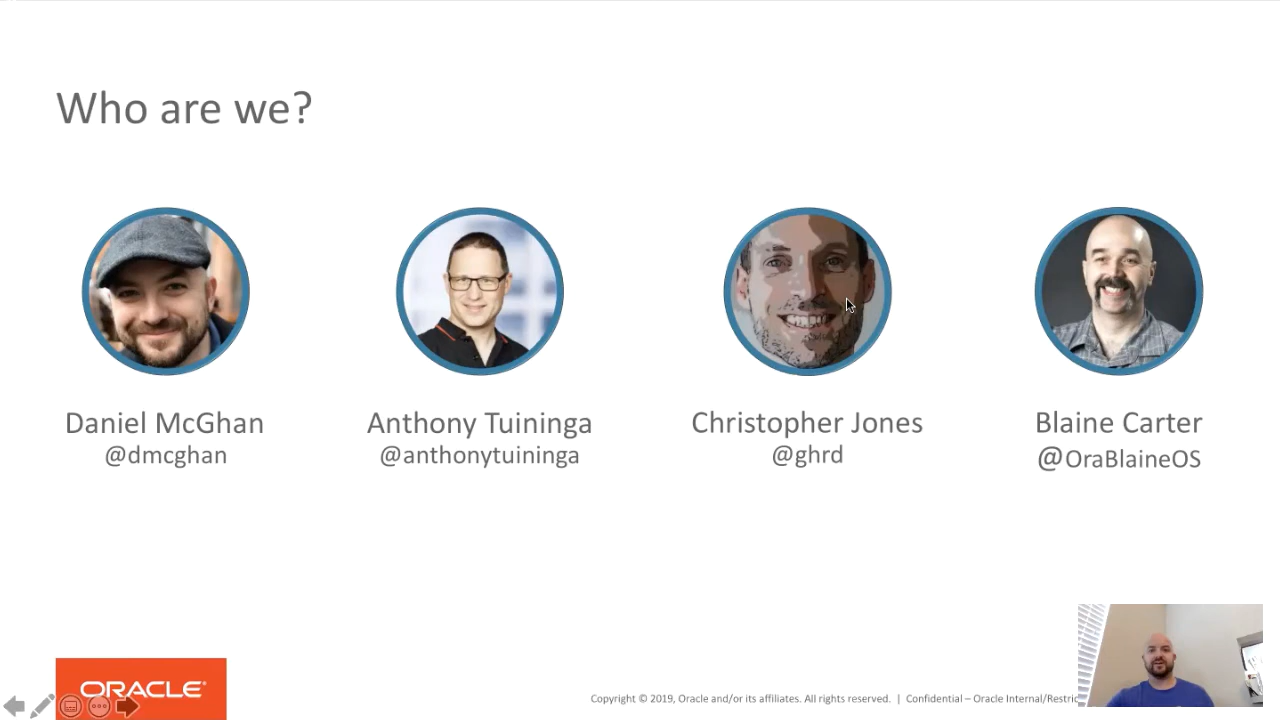 Who are we?
Daniel McGhan
@dmcghan
Anthony Tuininga
@anthonytuininga
Christopher Jones
@ghrd
Blaine Carter
@OraBlaineOS
ORACLE®
Copyright © 2019, Oracle and/or its affiliates. All rights reserved. | Confidential – Oracle Internal/Restric